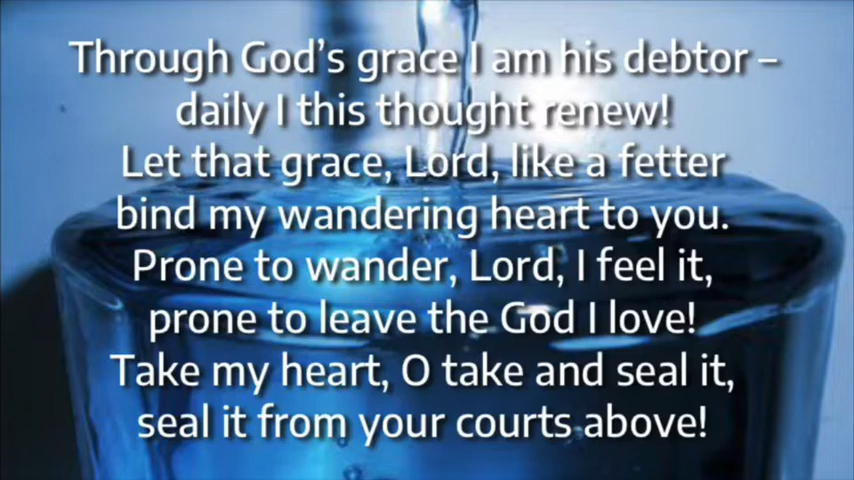 Through God’s grace I am his debtor –
daily I this thought renew!
Let that grace, Lord, like a fetter
bind my wandering heart to you.
Prone to wander, Lord, I feel it,
prone to leave the God I love!
Take my heart, O take and seal it,
seal it from your courts above!